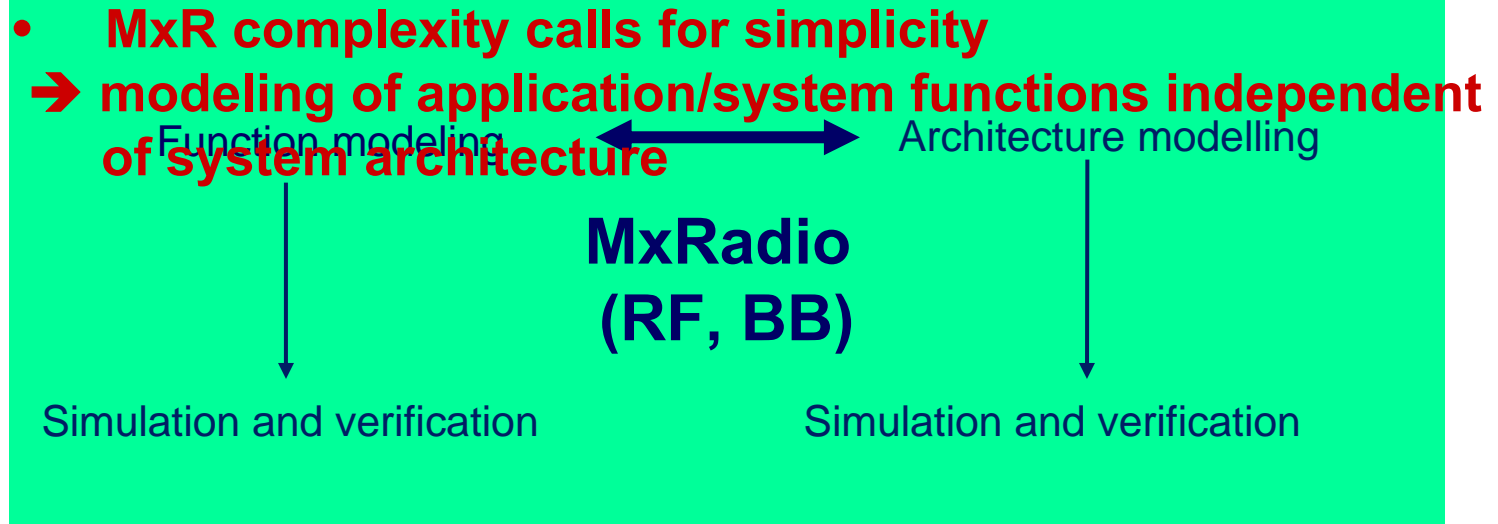 • MxR complexity calls for simplicity
➔ modeling of application/system functions independent
of system architecture
Function modeling
Architecture modelling
MxRadio
(RF, BB)
Simulation and verification
Simulation and verification